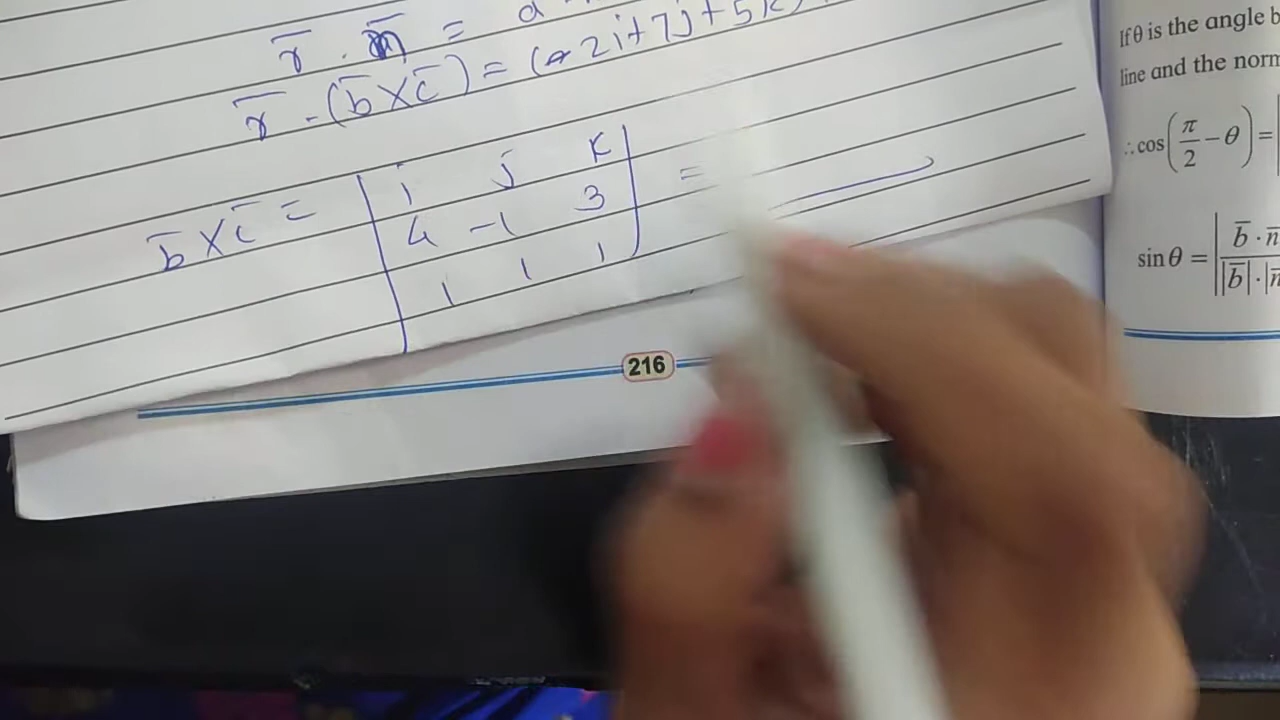 r̄ . n̄ = a
r̄ . (b̄ × c̄) = (-2i + 7j + 5k)
b̄ × c̄ = | i j k | =
4 -1 3
1 1 1
216
If θ is the angle b
line and the norm
∴ cos(π/2 − θ) =
sin θ = | b̄ · n̄ / |b̄| · |n̄